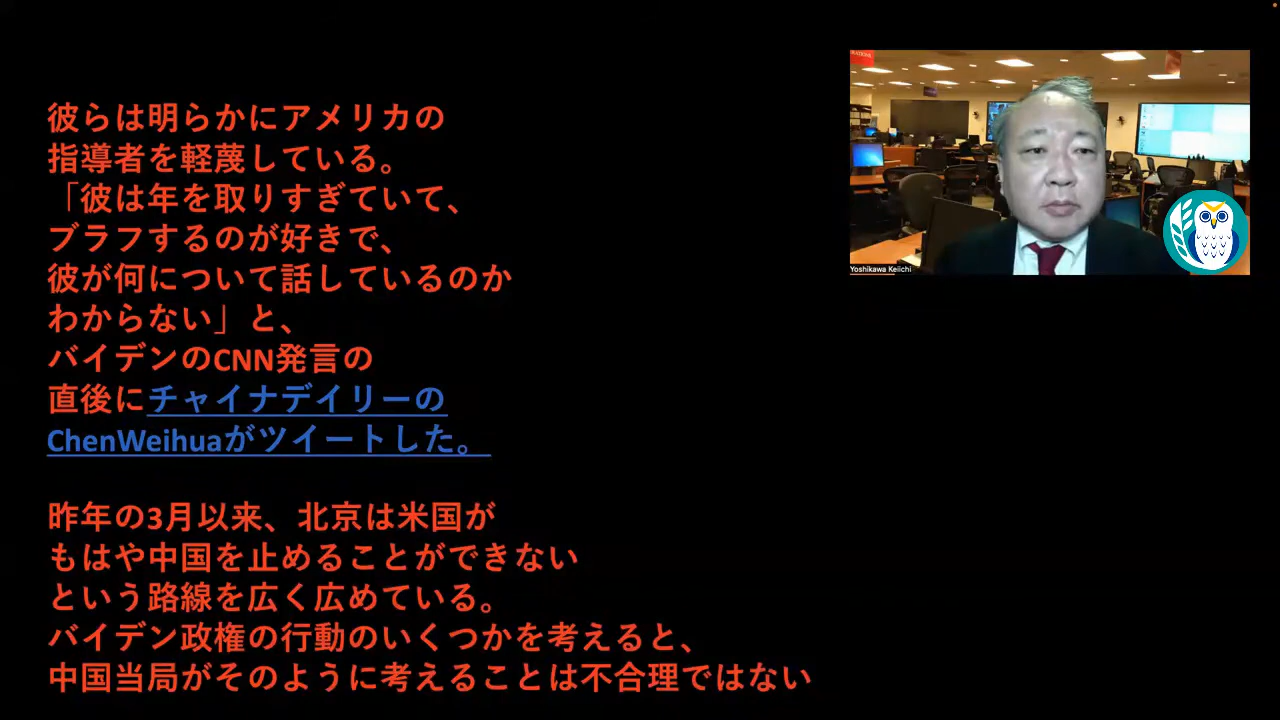 彼らは明らかにアメリカの
指導者を軽蔑している。
「彼は年を取りすぎていて、
ブラフするのが好きで、
彼が何について話しているのか
わからない」と、
バイデンのCNN発言の
直後にチャイナデイリーの
ChenWeihuaがツイートした。
昨年の3月以来、北京は米国が
もはや中国を止めることができない
という路線を広く広めている。
バイデン政権の行動のいくつかを考えると、
中国当局がそのように考えることは不合理ではない
Yoshikawa Keiichi